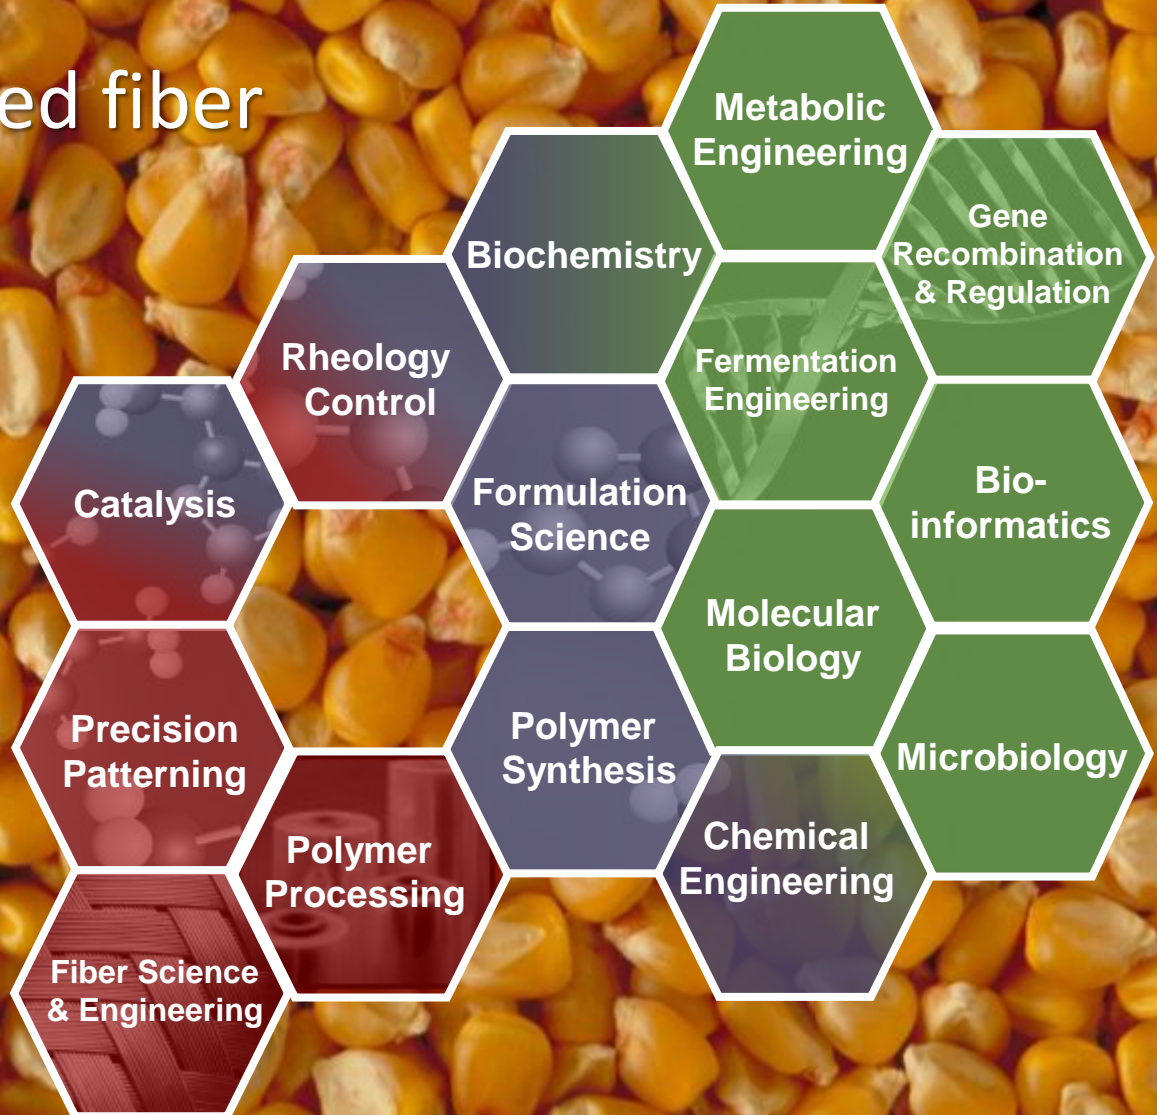 ed fiber
Metabolic
Engineering
Gene
Recombination
& Regulation
Biochemistry
Rheology
Control
Fermentation
Engineering
Catalysis
Formulation
Science
Bio-
informatics
Molecular
Biology
Precision
Patterning
Polymer
Synthesis
Microbiology
Polymer
Processing
Chemical
Engineering
Fiber Science
& Engineering